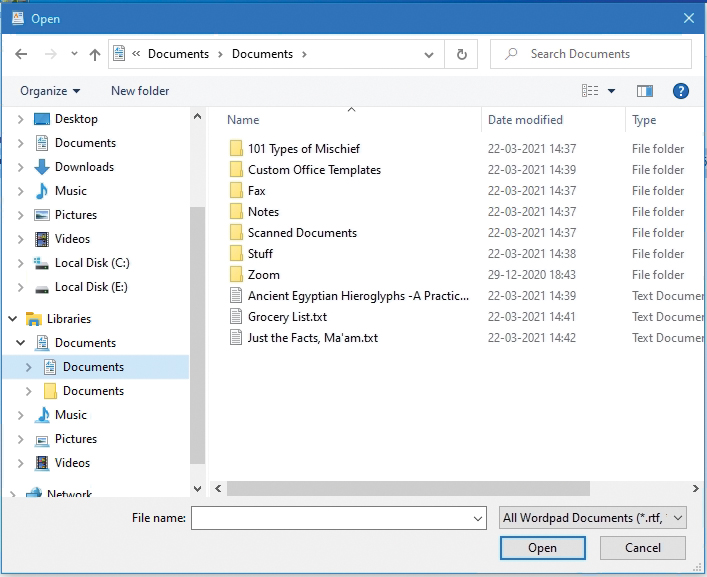 Open
« Documents › Documents ›
Search Documents
Organize
New folder
Desktop
Documents
Downloads
Music
Pictures
Videos
Local Disk (C:)
Local Disk (E:)
Libraries
Documents
Documents
Documents
Music
Pictures
Videos
Network
Name Date modified Type
101 Types of Mischief 22-03-2021 14:37 File folder
Custom Office Templates 22-03-2021 14:39 File folder
Fax 22-03-2021 14:37 File folder
Notes 22-03-2021 14:37 File folder
Scanned Documents 22-03-2021 14:37 File folder
Stuff 22-03-2021 14:38 File folder
Zoom 29-12-2020 18:43 File folder
Ancient Egyptian Hieroglyphs -A Practic... 22-03-2021 14:39 Text Docume
Grocery List.txt 22-03-2021 14:41 Text Docume
Just the Facts, Ma'am.txt 22-03-2021 14:42 Text Docume
File name:
All Wordpad Documents (*.rtf,
Open
Cancel